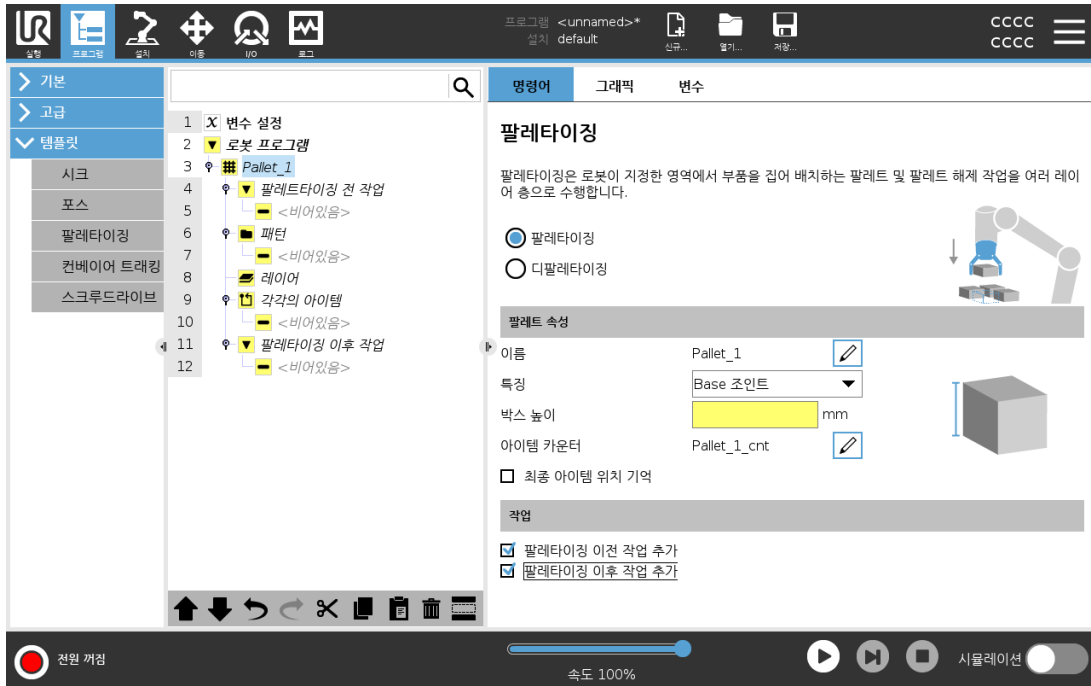 UR
실행
프로그램
설치
이동
I/O
로그
프로그램 <unnamed>*
설치 default
신규...
열기...
저장...
CCCC
CCCC
기본
고급
템플릿
시크
포스
팔레타이징
컨베이어 트래킹
스크루드라이브
1 X 변수 설정
2 로봇 프로그램
3 Pallet_1
4 팔레트타이징 전 작업
5 <비어있음>
6 패턴
7 <비어있음>
8 레이어
9 각각의 아이템
10 <비어있음>
11 팔레타이징 이후 작업
12 <비어있음>
명령어 그래픽 변수
팔레타이징
팔레타이징은 로봇이 지정한 영역에서 부품을 집어 배치하는 팔레트 및 팔레트 해제 작업을 여러 레이
어 층으로 수행합니다.
팔레타이징
디팔레타이징
팔레트 속성
이름 Pallet_1
특징 Base 조인트
박스 높이 mm
아이템 카운터 Pallet_1_cnt
최종 아이템 위치 기억
작업
팔레타이징 이전 작업 추가
팔레타이징 이후 작업 추가
전원 꺼짐
속도 100%
시뮬레이션